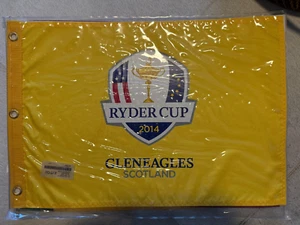 RYDER CUP
2014
GLENEAGLES
SCOTLAND